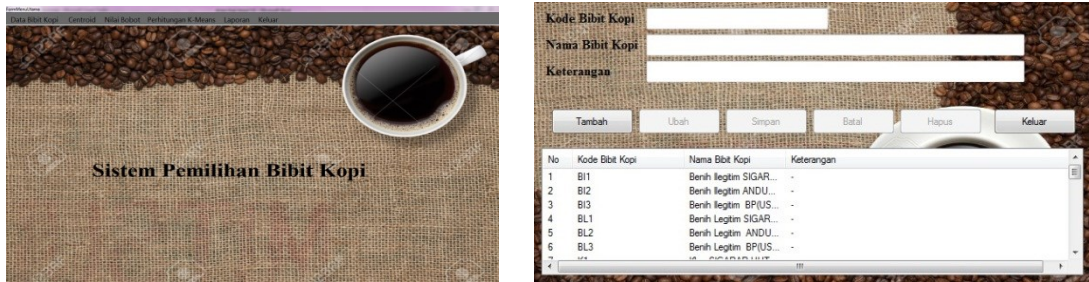 FormMenuUtama
Data Bibit Kopi Centroid Nilai Bobot Perhitungan K-Means Laporan Keluar
Sistem Pemilihan Bibit Kopi
Kode Bibit Kopi
Nama Bibit Kopi
Keterangan
Tambah Ubah Simpan Batal Hapus Keluar
No Kode Bibit Kopi Nama Bibit Kopi Keterangan
1 BI1 Benih Ilegitim SIGAR... -
2 BI2 Benih Ilegitim ANDU... -
3 BI3 Benih Ilegitim BP(US... -
4 BL1 Benih Legitim SIGAR... -
5 BL2 Benih Legitim ANDU... -
6 BL3 Benih Legitim BP(US... -